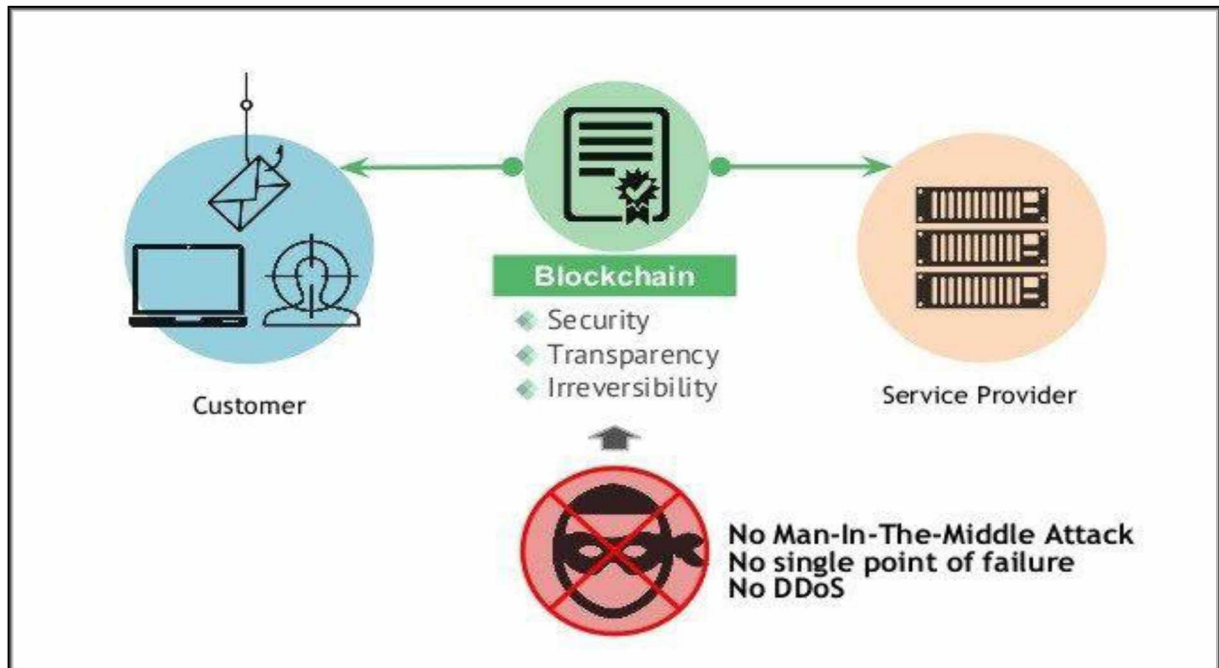 Blockchain
Security
Transparency
Irreversibility
Customer
Service Provider
No Man-In-The-Middle Attack
No single point of failure
No DDoS